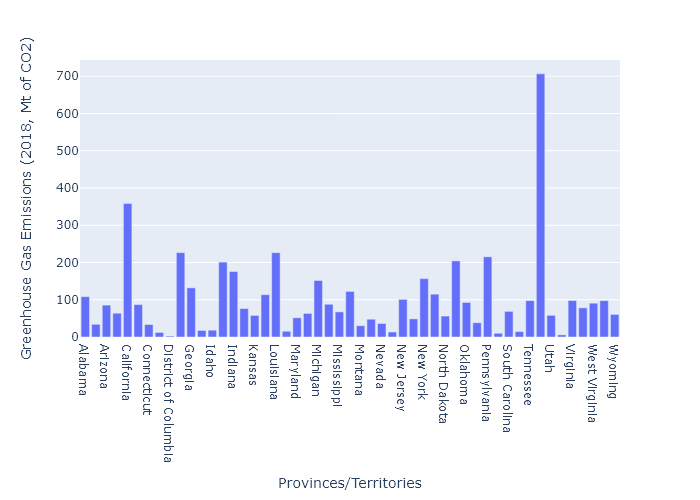 Greenhouse Gas Emissions (2018, Mt of CO2)
700
600
500
400
300
200
100
0
Alabama
Arizona
California
Connecticut
District of Columbia
Georgia
Idaho
Indiana
Kansas
Louisiana
Maryland
Michigan
Mississippi
Montana
Nevada
New Jersey
New York
North Dakota
Oklahoma
Pennsylvania
South Carolina
Tennessee
Utah
Virginia
West Virginia
Wyoming
Provinces/Territories